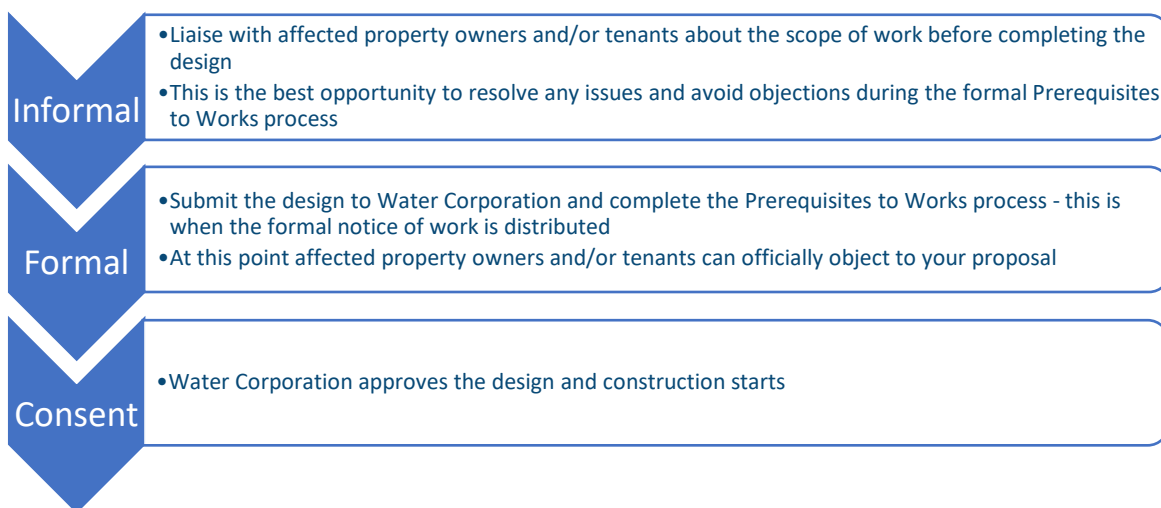 Informal
•Liaise with affected property owners and/or tenants about the scope of work before completing the
design
•This is the best opportunity to resolve any issues and avoid objections during the formal Prerequisites
to Works process
Formal
•Submit the design to Water Corporation and complete the Prerequisites to Works process - this is
when the formal notice of work is distributed
•At this point affected property owners and/or tenants can officially object to your proposal
Consent
•Water Corporation approves the design and construction starts